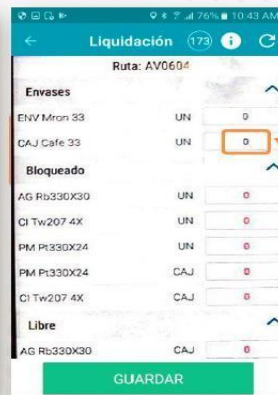 76% 10:43 AM
Liquidación 173
Ruta: AV0604
Envases
ENV Mron 33 UN 0
CAJ Cafe 33 UN 0
Bloqueado
AG Rb330X30 UN 0
CI Tw207 4X UN 0
PM Pt330X24 UN 0
PM Pt330X24 CAJ 0
CI Tw207 4X CAJ 0
Libre
AG Rb330X30 CAJ 0
GUARDAR